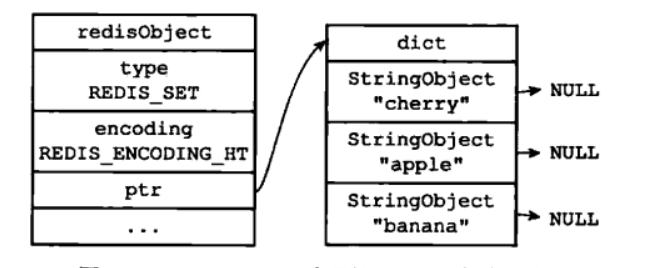 redisObject
type
REDIS_SET
encoding
REDIS_ENCODING_HT
ptr
...
dict
StringObject
"cherry"
NULL
StringObject
"apple"
NULL
StringObject
"banana"
NULL